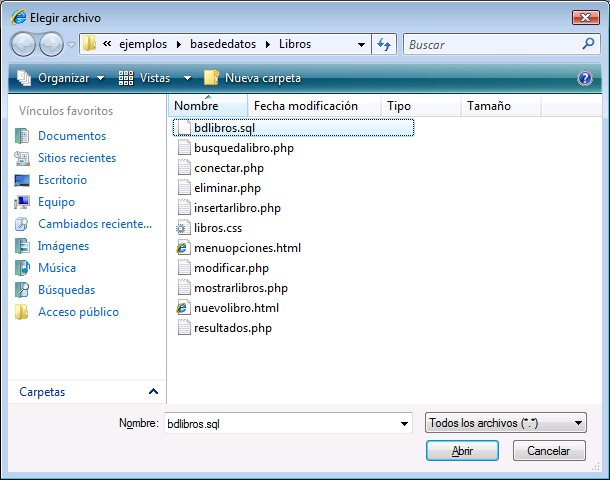 Elegir archivo
« ejemplos basededatos Libros Buscar
Organizar Vistas Nueva carpeta
Vínculos favoritos
Documentos
Sitios recientes
Escritorio
Equipo
Cambiados reciente...
Imágenes
Música
Búsquedas
Acceso público
Carpetas
Nombre Fecha modificación Tipo Tamaño
bdlibros.sql
busquedalibro.php
conectar.php
eliminar.php
insertarlibro.php
libros.css
menuopciones.html
modificar.php
mostrarlibros.php
nuevolibro.html
resultados.php
Nombre: bdlibros.sql Todos los archivos (*.*)
Abrir Cancelar